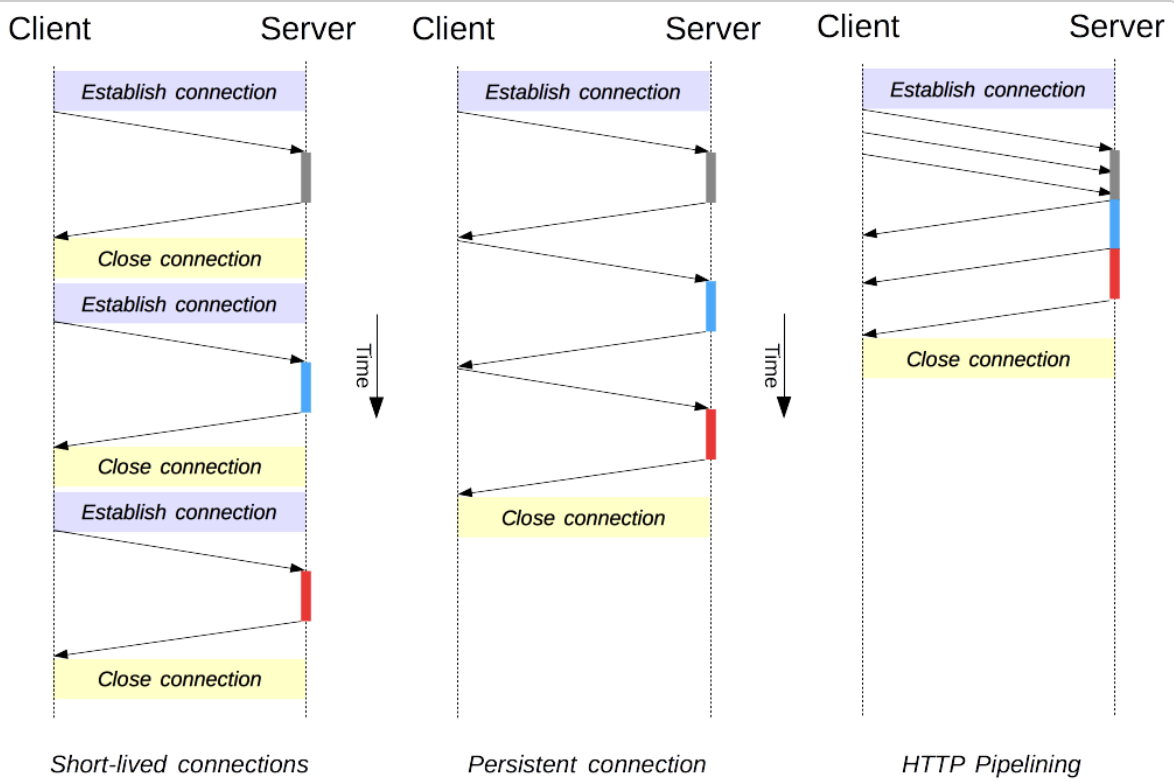 Client Server
Establish connection
Close connection
Establish connection
Close connection
Establish connection
Close connection
Short-lived connections
Time
Client Server
Establish connection
Close connection
Persistent connection
Time
Client Server
Establish connection
Close connection
HTTP Pipelining